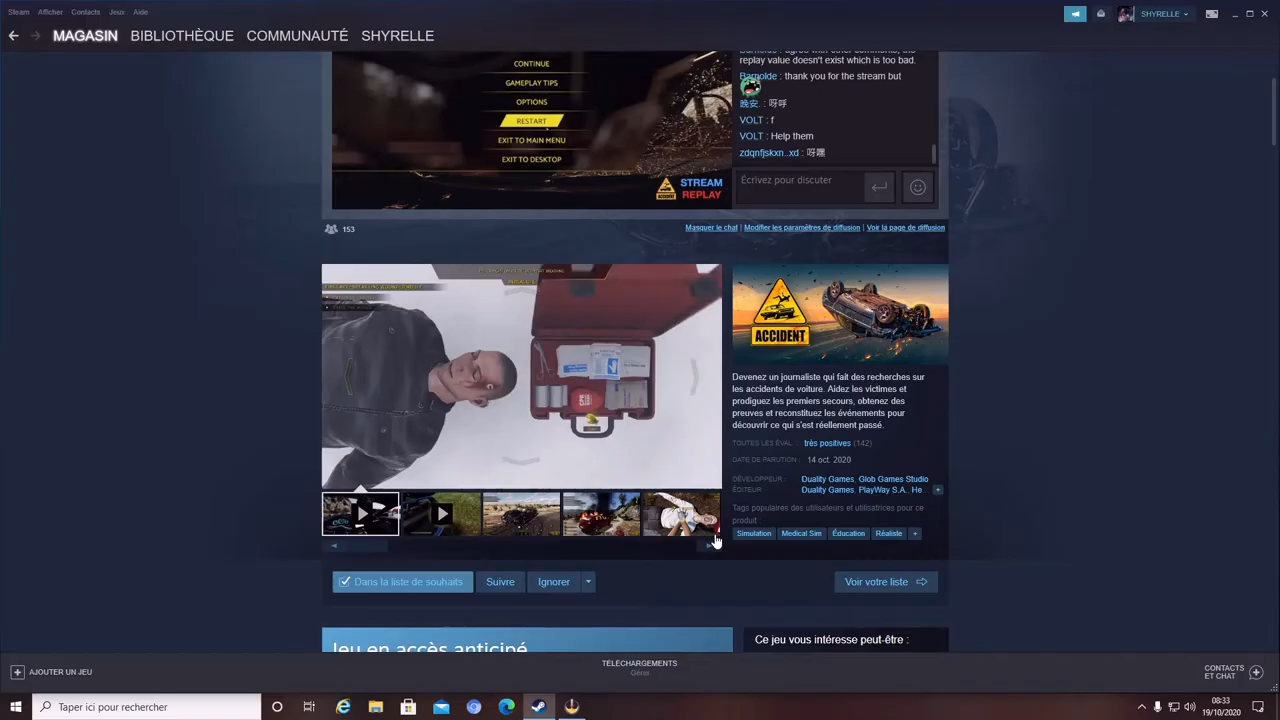 Steam Afficher Contacts Jeux Aide
SHYRELLE
MAGASIN BIBLIOTHÈQUE COMMUNAUTÉ SHYRELLE
CONTINUE
GAMEPLAY TIPS
OPTIONS
RESTART
EXIT TO MAIN MENU
EXIT TO DESKTOP
STREAM
REPLAY
replay value doesn't exist which is too bad.
Barnolde : thank you for the stream but
晚安. : 呀呼
VOLT : f
VOLT : Help them
zdqnfjskxn..xd : 呀嘿
Écrivez pour discuter
153
Masquer le chat | Modifier les paramètres de diffusion | Voir la page de diffusion
ACCIDENT
Devenez un journaliste qui fait des recherches sur
les accidents de voiture. Aidez les victimes et
prodiguez les premiers secours, obtenez des
preuves et reconstituez les événements pour
découvrir ce qui s'est réellement passé.
TOUTES LES ÉVAL. : très positives (142)
DATE DE PARUTION : 14 oct. 2020
DÉVELOPPEUR : Duality Games, Glob Games Studio
ÉDITEUR : Duality Games, PlayWay S.A., He +
Tags populaires des utilisateurs et utilisatrices pour ce
produit :
Simulation Medical Sim Éducation Réaliste +
Dans la liste de souhaits Suivre Ignorer Voir votre liste
Jeu en accès anticipé
Ce jeu vous intéresse peut-être :
AJOUTER UN JEU
TÉLÉCHARGEMENTS
Gérer
CONTACTS
ET CHAT
Taper ici pour rechercher
08:33
19/10/2020